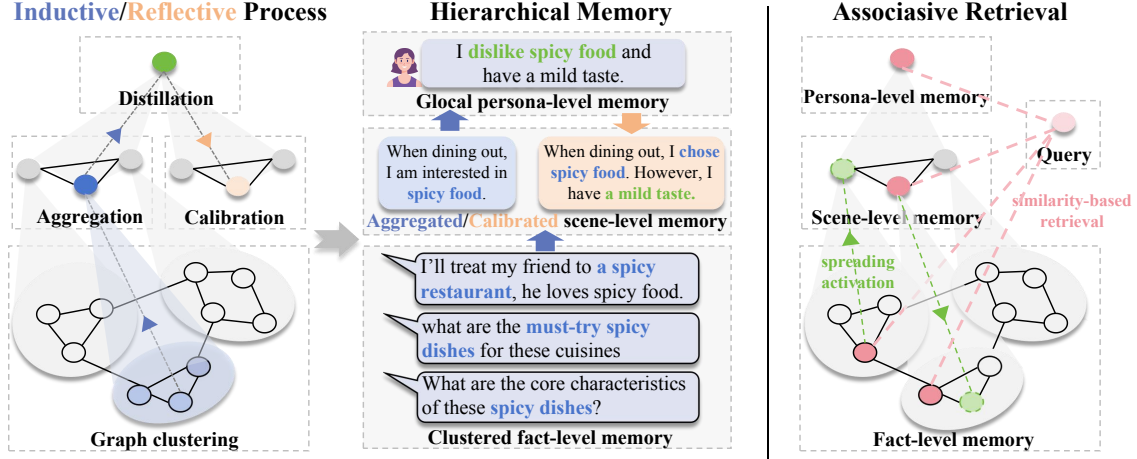 Inductive/Reflective Process
Distillation
Aggregation
Calibration
Graph clustering
Hierarchical Memory
I dislike spicy food and
have a mild taste.
Glocal persona-level memory
When dining out,
I am interested in
spicy food.
When dining out, I chose
spicy food. However, I
have a mild taste.
Aggregated/Calibrated scene-level memory
I'll treat my friend to a spicy
restaurant, he loves spicy food.
what are the must-try spicy
dishes for these cuisines
What are the core characteristics
of these spicy dishes?
Clustered fact-level memory
Associasive Retrieval
Persona-level memory
Query
Scene-level memory
similarity-based
retrieval
spreading
activation
Fact-level memory